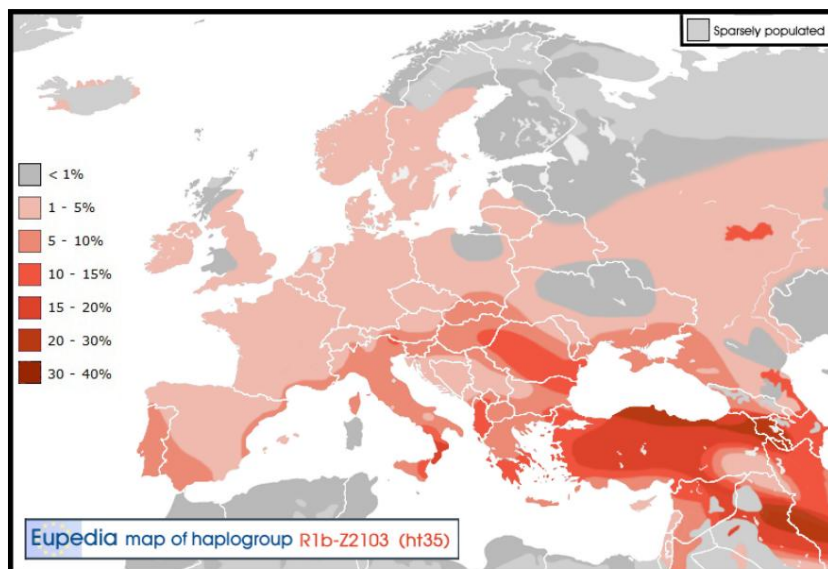 Sparsely populated
< 1%
1 - 5%
5 - 10%
10 - 15%
15 - 20%
20 - 30%
30 - 40%
Eupedia map of haplogroup R1b-Z2103 (ht35)